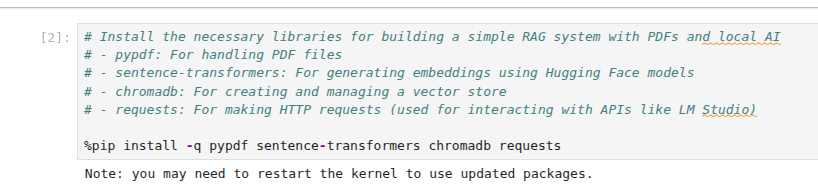 [2]: # Install the necessary libraries for building a simple RAG system with PDFs and local AI
# - pypdf: For handling PDF files
# - sentence-transformers: For generating embeddings using Hugging Face models
# - chromadb: For creating and managing a vector store
# - requests: For making HTTP requests (used for interacting with APIs like LM Studio)
%pip install -q pypdf sentence-transformers chromadb requests
Note: you may need to restart the kernel to use updated packages.